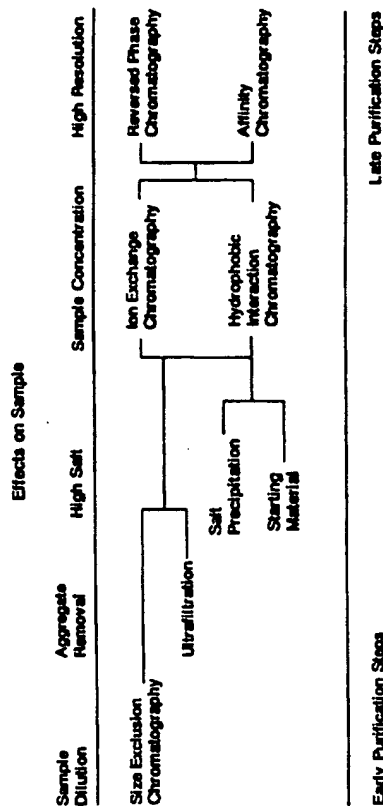 Effects on Sample
Sample
Dilution
Aggregate
Removal
High Salt
Sample Concentration
High Resolution
Size Exclusion
Chromatography
Ultrafiltration
Salt
Precipitation
Starting
Material
Ion Exchange
Chromatography
Hydrophobic
Interaction
Chromatography
Reversed Phase
Chromatography
Affinity
Chromatography
Early Purification Steps
Late Purification Steps